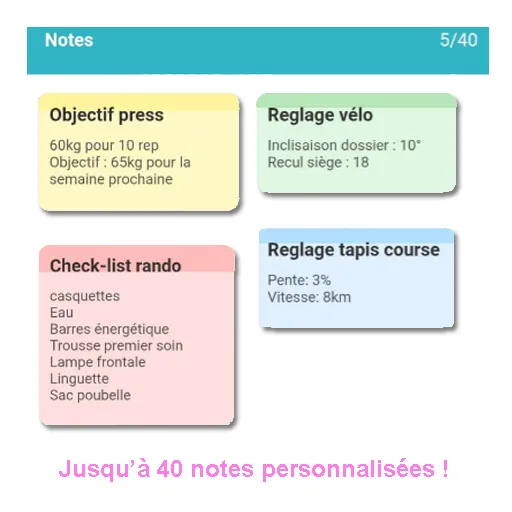 Notes
5/40
Objectif press
60kg pour 10 rep
Objectif : 65kg pour la
semaine prochaine
Reglage vélo
Inclisaison dossier : 10°
Recul siège : 18
Check-list rando
casquettes
Eau
Barres énergétique
Trousse premier soin
Lampe frontale
Linguette
Sac poubelle
Reglage tapis course
Pente: 3%
Vitesse: 8km
Jusqu’à 40 notes personnalisées !